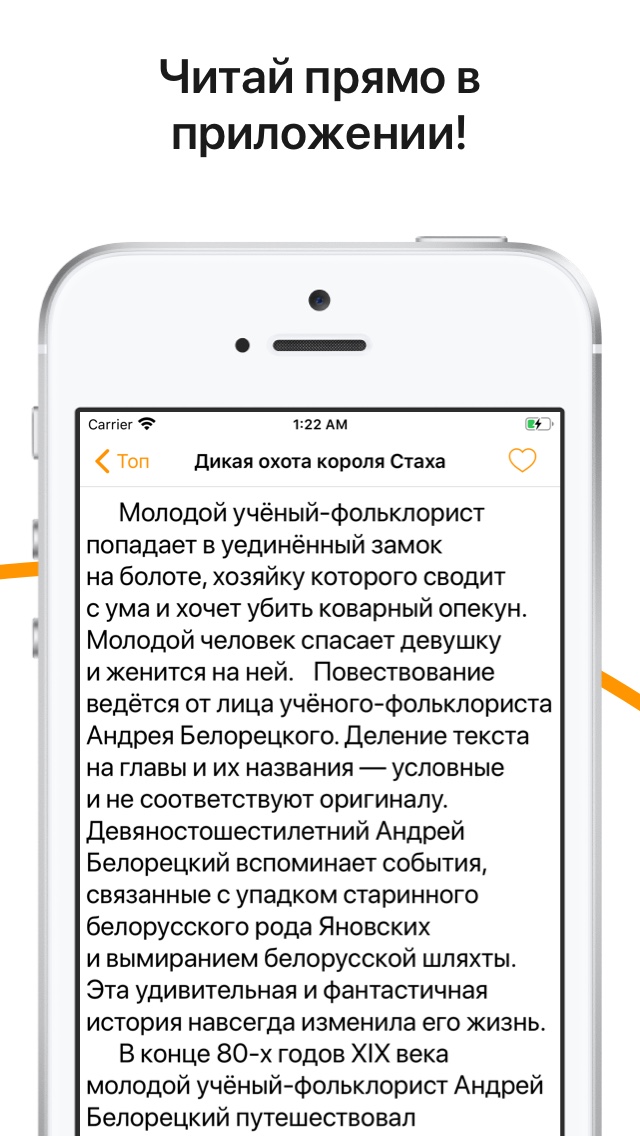 Читай прямо в
приложении!
Carrier 1:22 AM
Топ Дикая охота короля Стаха
Молодой учёный-фольклорист
попадает в уединённый замок
на болоте, хозяйку которого сводит
с ума и хочет убить коварный опекун.
Молодой человек спасает девушку
и женится на ней. Повествование
ведётся от лица учёного-фольклориста
Андрея Белорецкого. Деление текста
на главы и их названия — условные
и не соответствуют оригиналу.
Девяностошестилетний Андрей
Белорецкий вспоминает события,
связанные с упадком старинного
белорусского рода Яновских
и вымиранием белорусской шляхты.
Эта удивительная и фантастичная
история навсегда изменила его жизнь.
В конце 80-х годов XIX века
молодой учёный-фольклорист Андрей
Белорецкий путешествовал